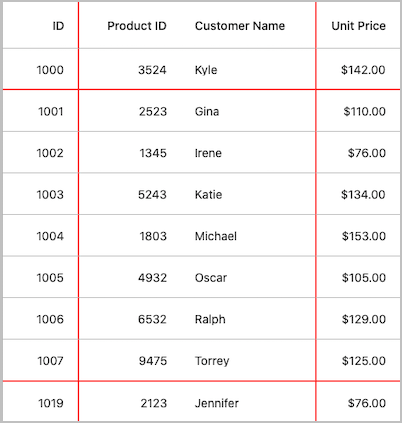 ID Product ID Customer Name Unit Price
1000 3524 Kyle $142.00
1001 2523 Gina $110.00
1002 1345 Irene $76.00
1003 5243 Katie $134.00
1004 1803 Michael $153.00
1005 4932 Oscar $105.00
1006 6532 Ralph $129.00
1007 9475 Torrey $125.00
1019 2123 Jennifer $76.00